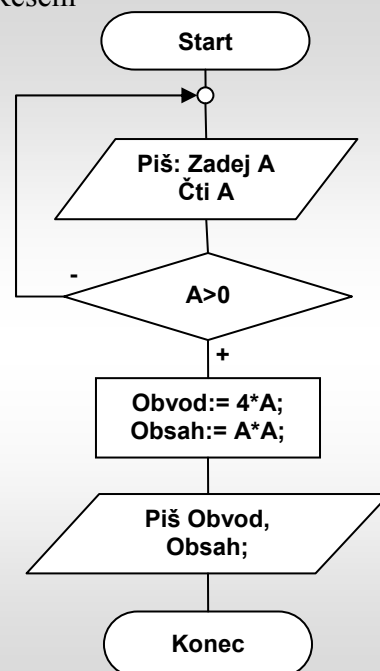 Řešení
Start
Piš: Zadej A
Čti A
-
A>0
+
Obvod:= 4*A;
Obsah:= A*A;
Piš Obvod,
Obsah;
Konec